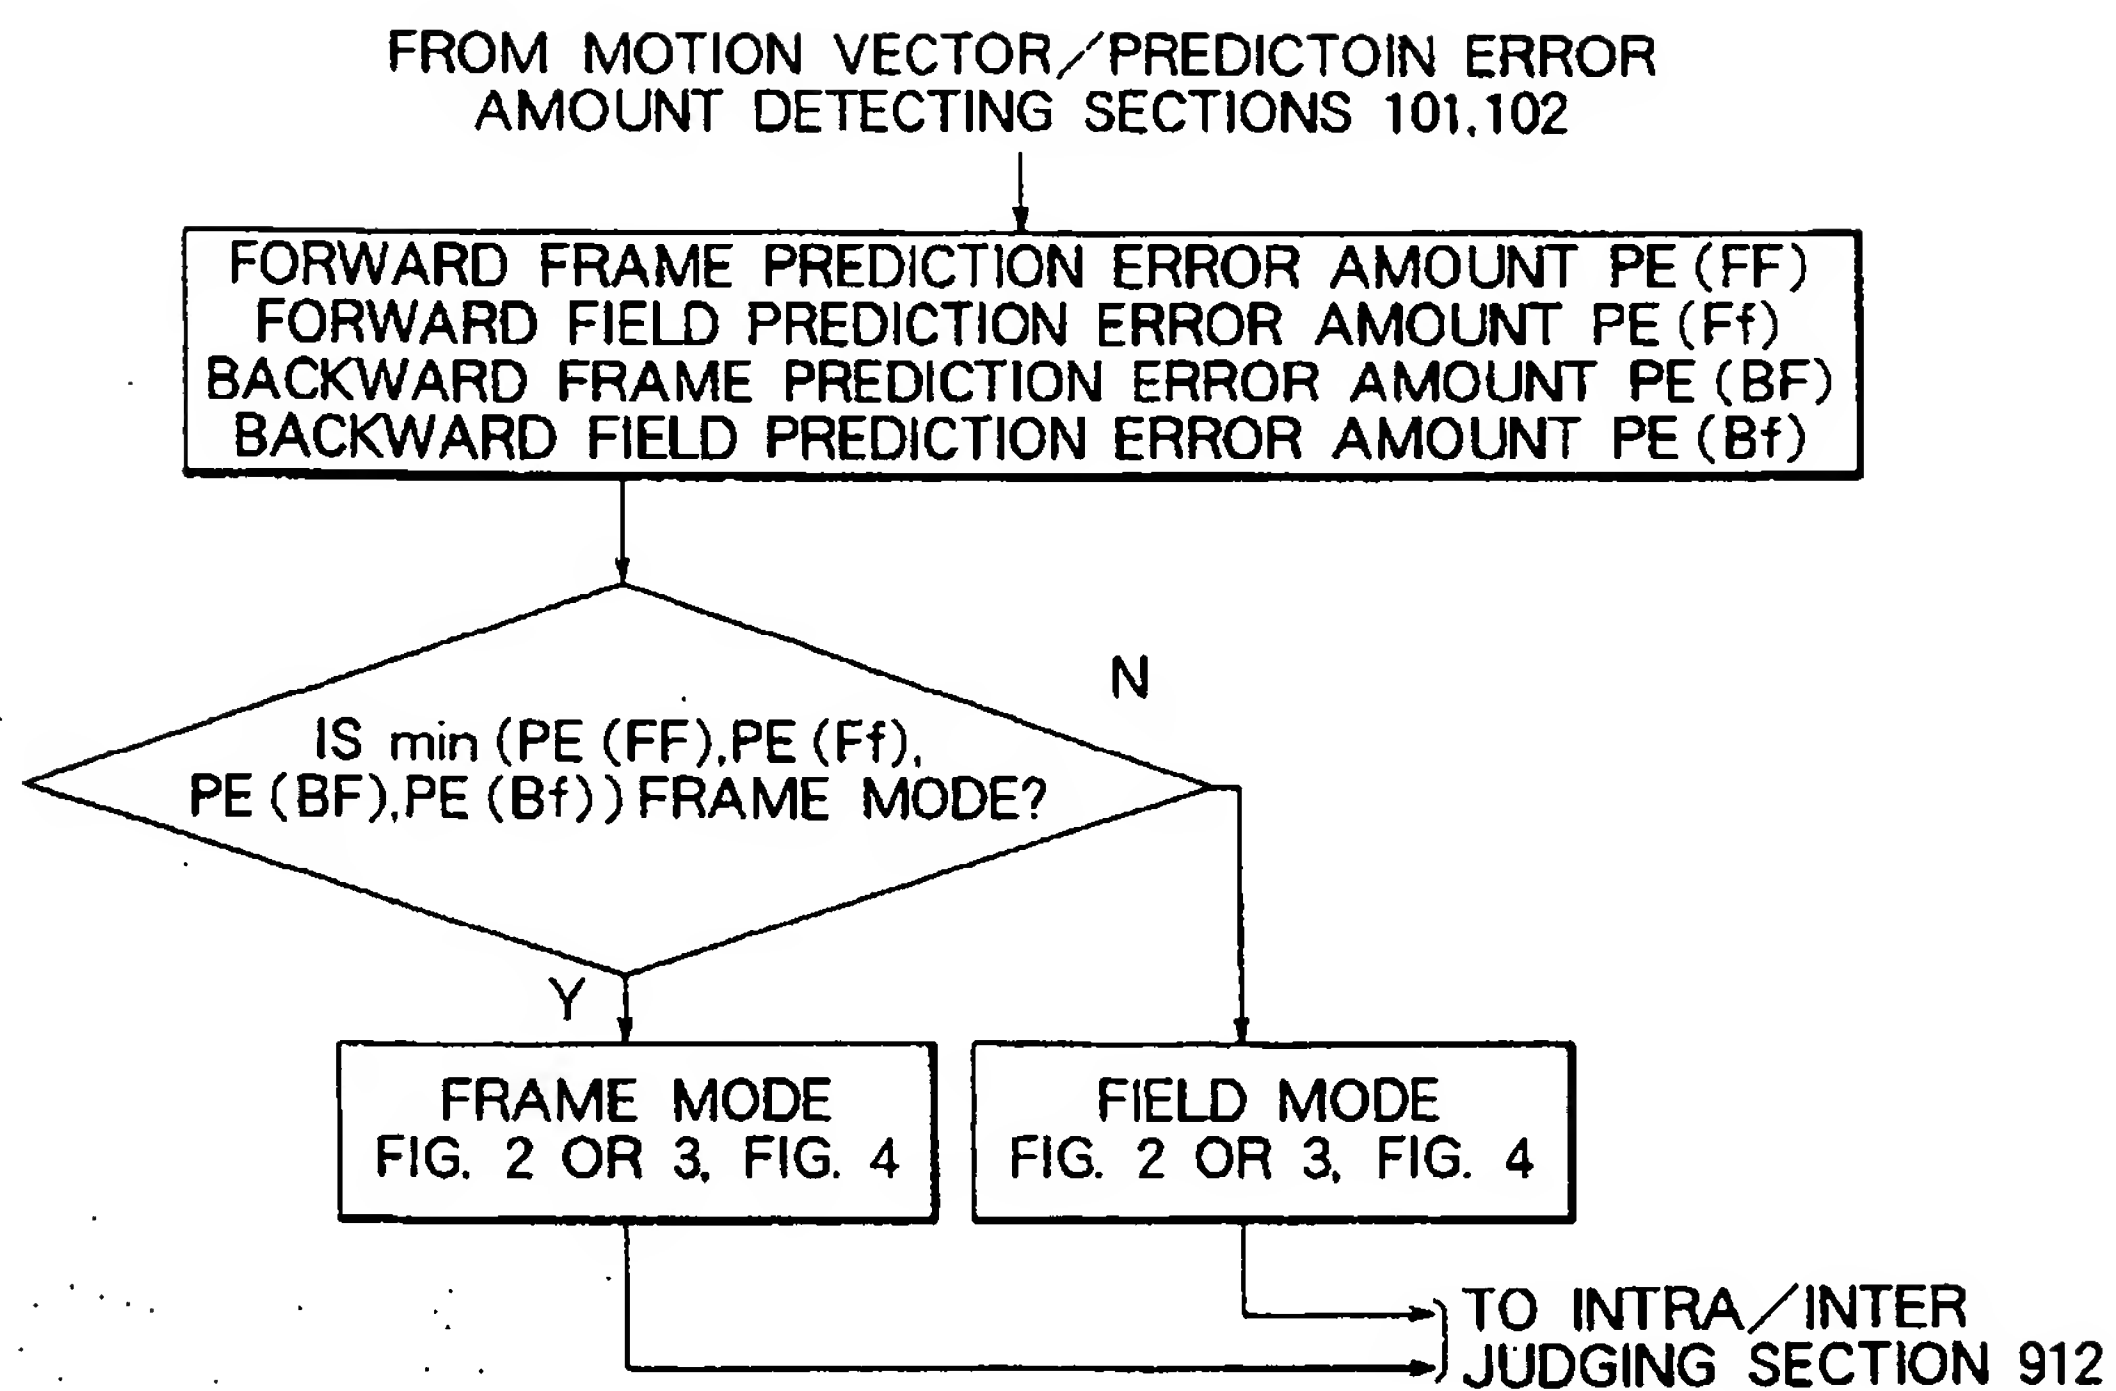 FROM MOTION VECTOR/PREDICTOIN ERROR
AMOUNT DETECTING SECTIONS 101,102
FORWARD FRAME PREDICTION ERROR AMOUNT PE(FF)
FORWARD FIELD PREDICTION ERROR AMOUNT PE(Ff)
BACKWARD FRAME PREDICTION ERROR AMOUNT PE(BF)
BACKWARD FIELD PREDICTION ERROR AMOUNT PE(Bf)
N
IS min(PE(FF),PE(Ff),
PE(BF),PE(Bf))FRAME MODE?
Y
FRAME MODE
FIG. 2 OR 3, FIG. 4
FIELD MODE
FIG. 2 OR 3, FIG. 4
TO INTRA/INTER
JUDGING SECTION 912